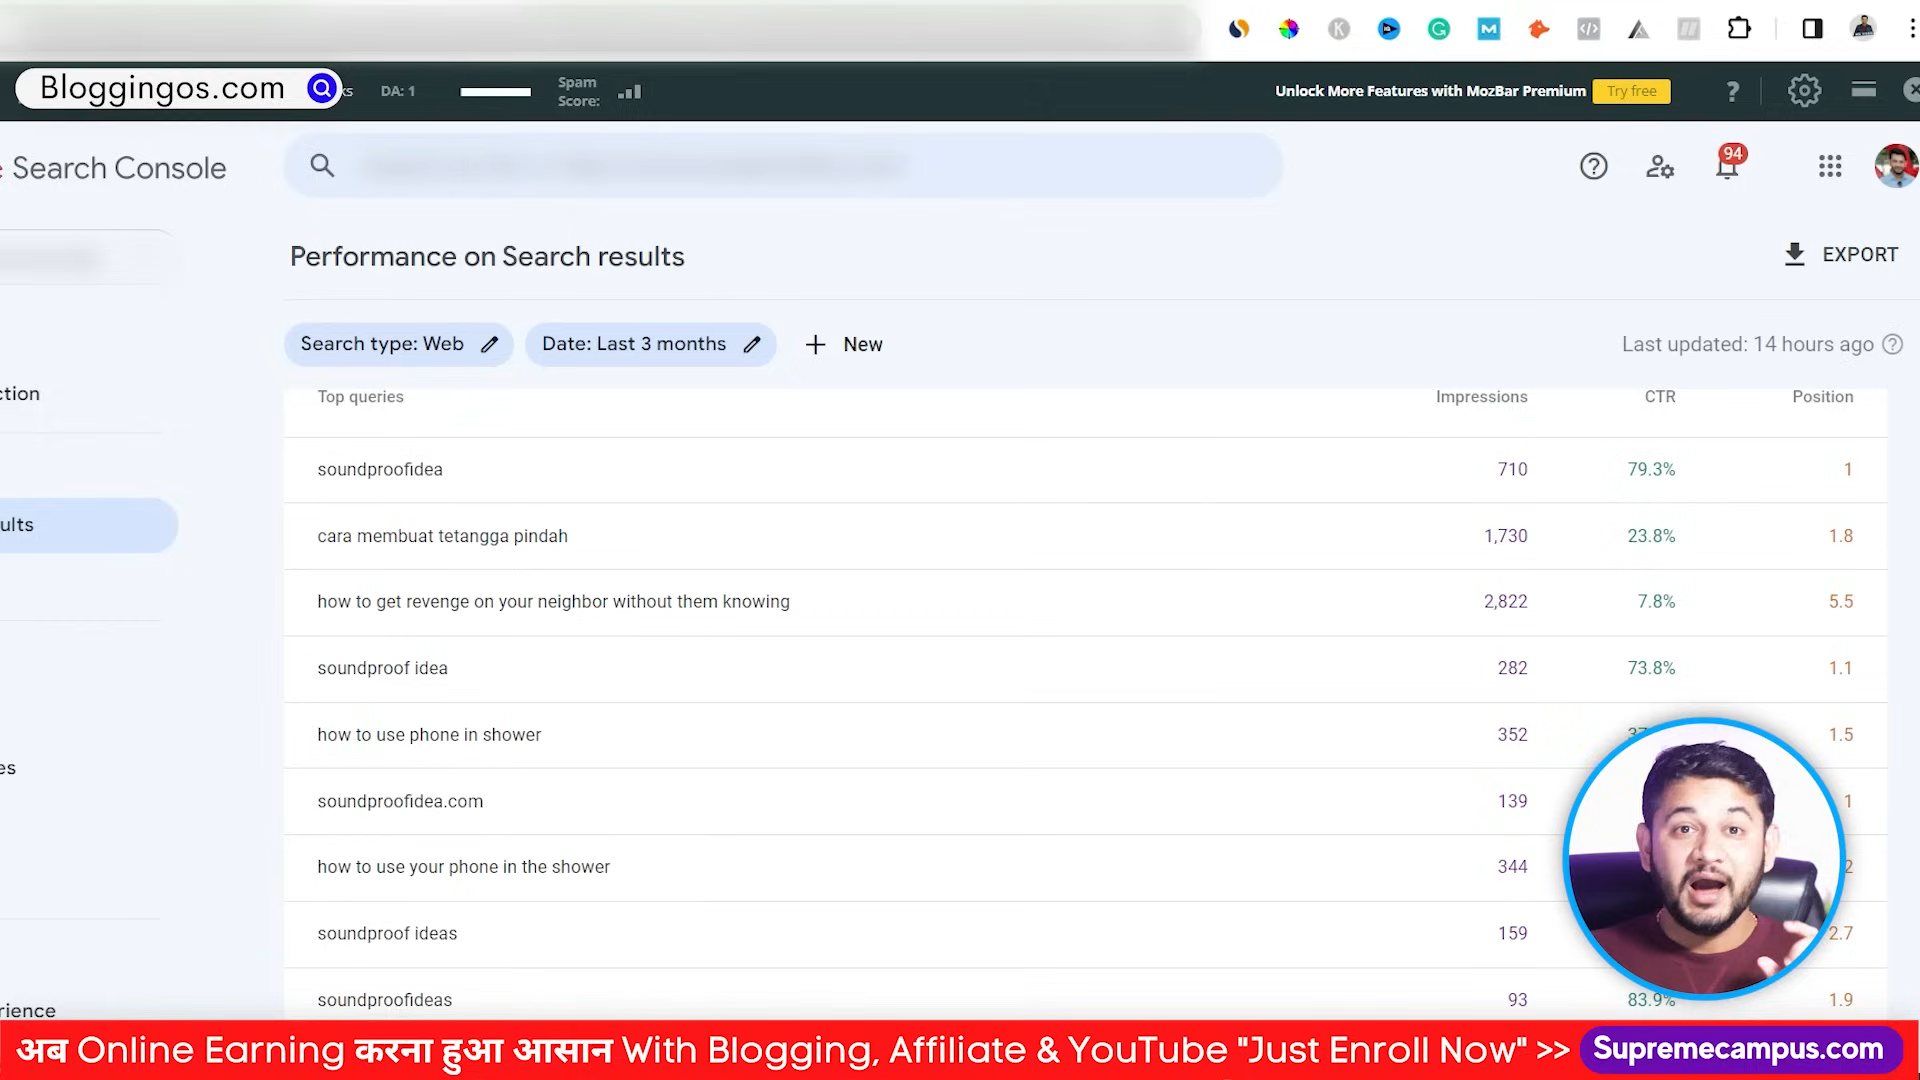 Bloggingos.com
ks
DA: 1
Spam
Score:
Unlock More Features with MozBar Premium
Try free
?
Search Console
94
Performance on Search results
EXPORT
Search type: Web
Date: Last 3 months
+ New
Last updated: 14 hours ago
ction
Top queries Impressions CTR Position
soundproofidea 710 79.3% 1
ults
cara membuat tetangga pindah 1,730 23.8% 1.8
how to get revenge on your neighbor without them knowing 2,822 7.8% 5.5
soundproof idea 282 73.8% 1.1
how to use phone in shower 352 1.5
es
soundproofidea.com 139 1
how to use your phone in the shower 344 2
soundproof ideas 159 2.7
soundproofideas 93 83.9% 1.9
rience
अब Online Earning करना हुआ आसान With Blogging, Affiliate & YouTube "Just Enroll Now" >> Supremecampus.com